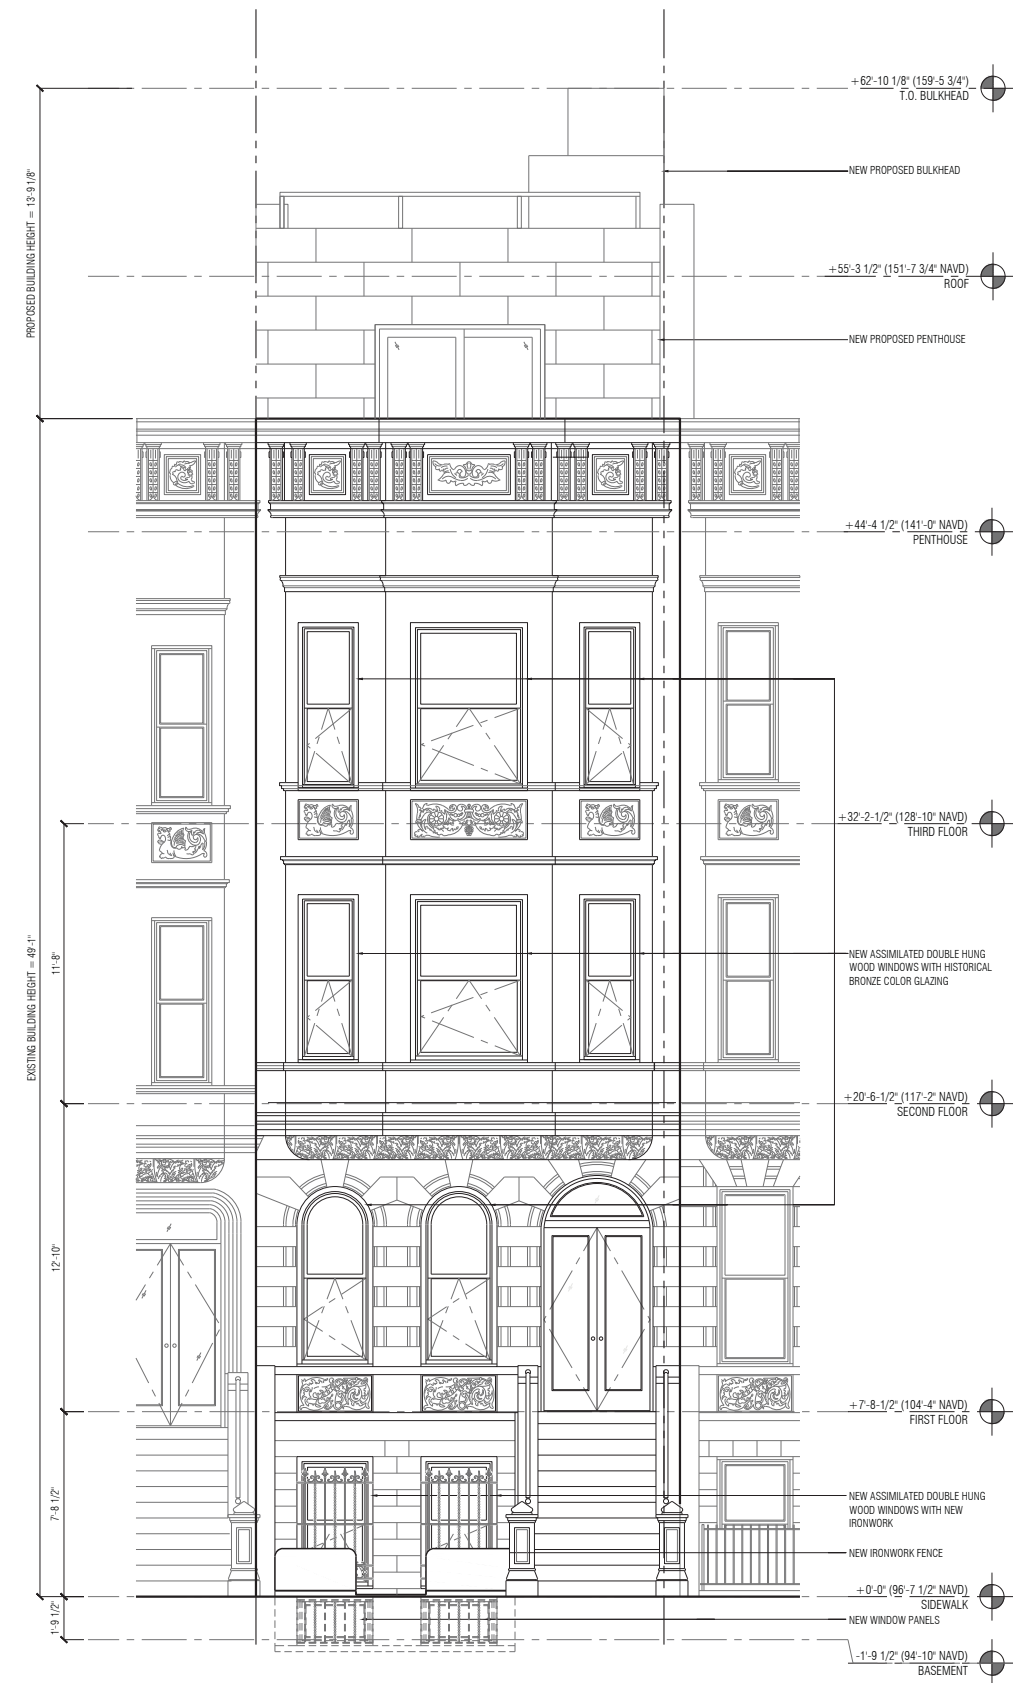 +62'-10 1/8" (159'-5 3/4")
T.O. BULKHEAD
NEW PROPOSED BULKHEAD
PROPOSED BUILDING HEIGHT = 13'-9 1/8"
+55'-3 1/2" (151'-7 3/4" NAVD)
ROOF
NEW PROPOSED PENTHOUSE
+44'-4 1/2" (141'-0" NAVD)
PENTHOUSE
+32'-2-1/2" (128'-10" NAVD)
THIRD FLOOR
EXISTING BUILDING HEIGHT = 49'-1"
11'-8"
NEW ASSIMILATED DOUBLE HUNG
WOOD WINDOWS WITH HISTORICAL
BRONZE COLOR GLAZING
+20'-6-1/2" (117'-2" NAVD)
SECOND FLOOR
12'-10"
+7'-8-1/2" (104'-4" NAVD)
FIRST FLOOR
7'-8 1/2"
NEW ASSIMILATED DOUBLE HUNG
WOOD WINDOWS WITH NEW
IRONWORK
NEW IRONWORK FENCE
+0'-0" (96'-7 1/2" NAVD)
SIDEWALK
1'-9 1/2"
NEW WINDOW PANELS
-1'-9 1/2" (94'-10" NAVD)
BASEMENT